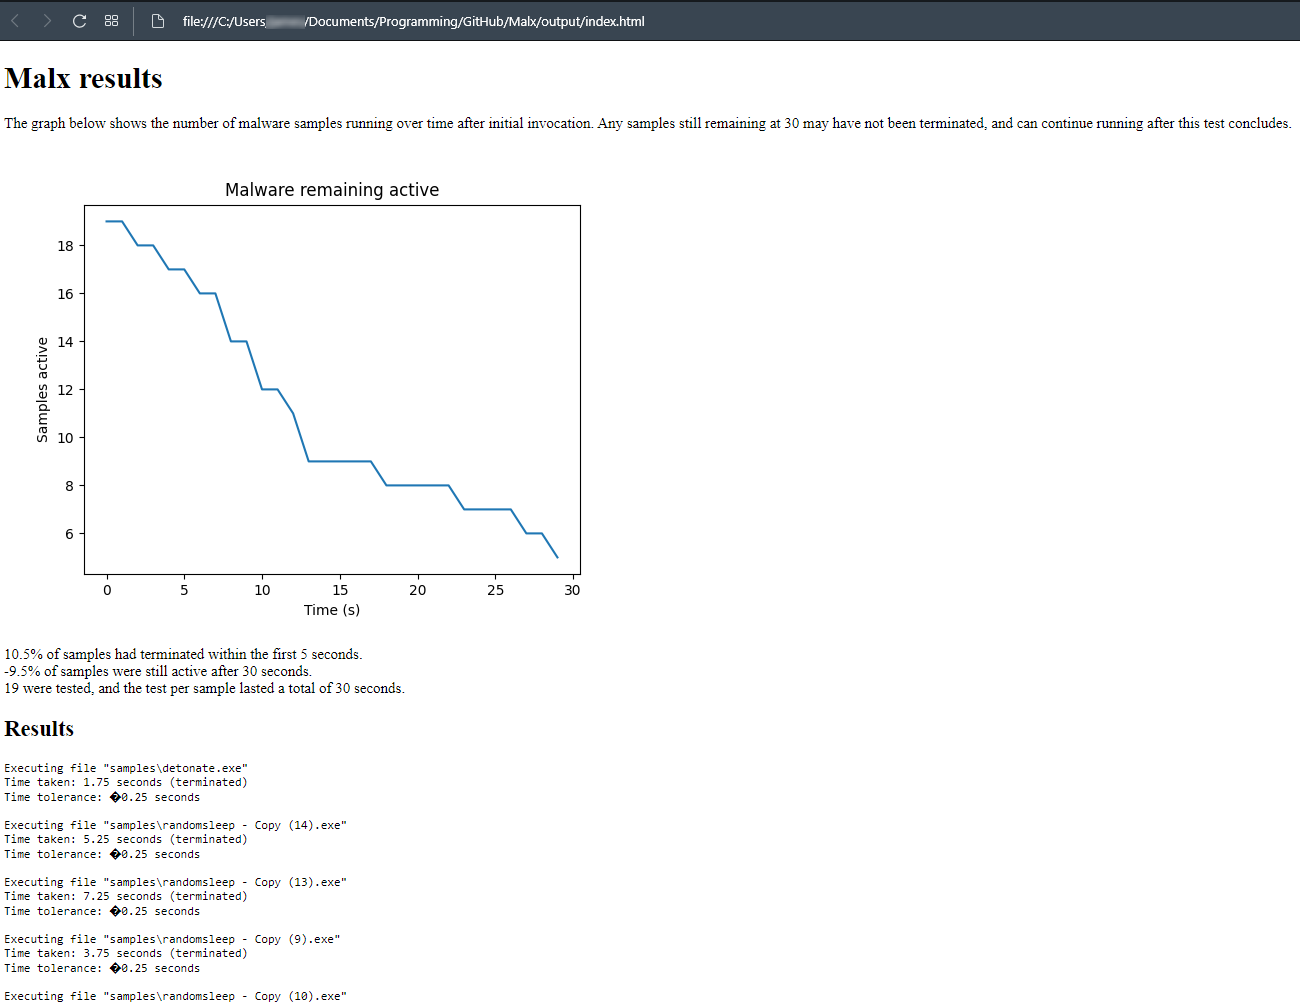 file:///C:/Users/ /Documents/Programming/GitHub/Malx/output/index.html
Malx results
The graph below shows the number of malware samples running over time after initial invocation. Any samples still remaining at 30 may have not been terminated, and can continue running after this test concludes.
Malware remaining active
18
16
14
12
10
8
6
Samples active
0 5 10 15 20 25 30
Time (s)
10.5% of samples had terminated within the first 5 seconds.
-9.5% of samples were still active after 30 seconds.
19 were tested, and the test per sample lasted a total of 30 seconds.
Results
Executing file "samples\detonate.exe"
Time taken: 1.75 seconds (terminated)
Time tolerance: �0.25 seconds
Executing file "samples\randomsleep - Copy (14).exe"
Time taken: 5.25 seconds (terminated)
Time tolerance: �0.25 seconds
Executing file "samples\randomsleep - Copy (13).exe"
Time taken: 7.25 seconds (terminated)
Time tolerance: �0.25 seconds
Executing file "samples\randomsleep - Copy (9).exe"
Time taken: 3.75 seconds (terminated)
Time tolerance: �0.25 seconds
Executing file "samples\randomsleep - Copy (10).exe"